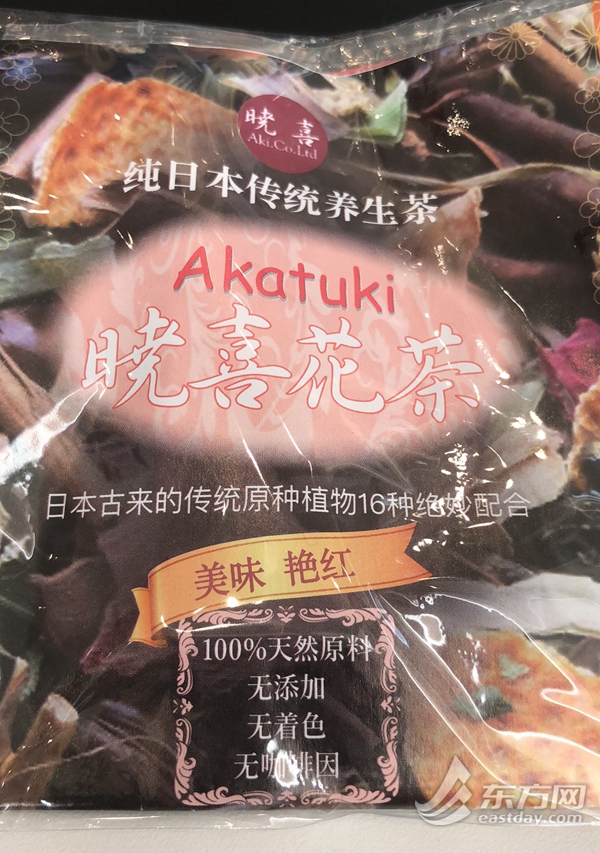 暁喜
Aki.Co.Ltd
纯日本传统养生茶
Akatuki
暁喜花茶
日本古来的传统原种植物16种绝妙配合
美味 艳红
100%天然原料
无添加
无着色
无咖啡因
东方网
eastday.com